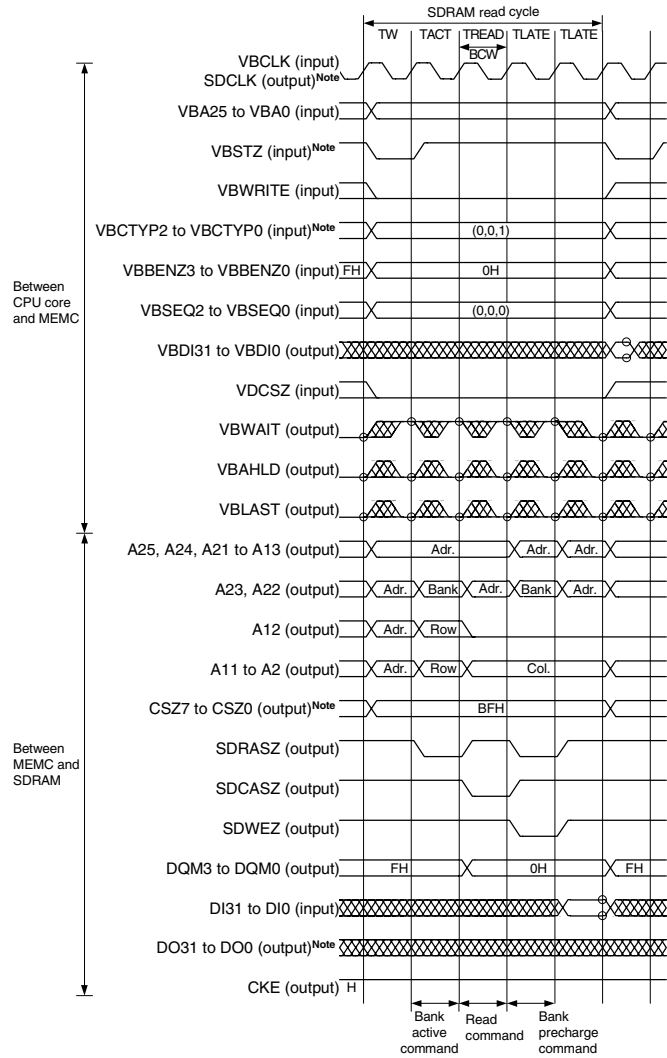 SDRAM read cycle
TW TACT TREAD TLATE TLATE
BCW
VBCLK (input)
SDCLK (output)Note
VBA25 to VBA0 (input)
VBSTZ (input)Note
VBWRITE (input)
VBCTYP2 to VBCTYP0 (input)Note (0,0,1)
VBBENZ3 to VBBENZ0 (input) FH 0H
Between
CPU core
and MEMC
VBSEQ2 to VBSEQ0 (input) (0,0,0)
VBDI31 to VBDI0 (output)
VDCSZ (input)
VBWAIT (output)
VBAHLD (output)
VBLAST (output)
A25, A24, A21 to A13 (output) Adr. Adr. Adr.
A23, A22 (output) Adr. Bank Adr. Bank Adr.
A12 (output) Adr. Row
A11 to A2 (output) Adr. Row Col.
CSZ7 to CSZ0 (output)Note BFH
Between
MEMC and
SDRAM
SDRASZ (output)
SDCASZ (output)
SDWEZ (output)
DQM3 to DQM0 (output) FH 0H FH
DI31 to DI0 (input)
DO31 to DO0 (output)Note
CKE (output) H
Bank
active
command
Read
command
Bank
precharge
command